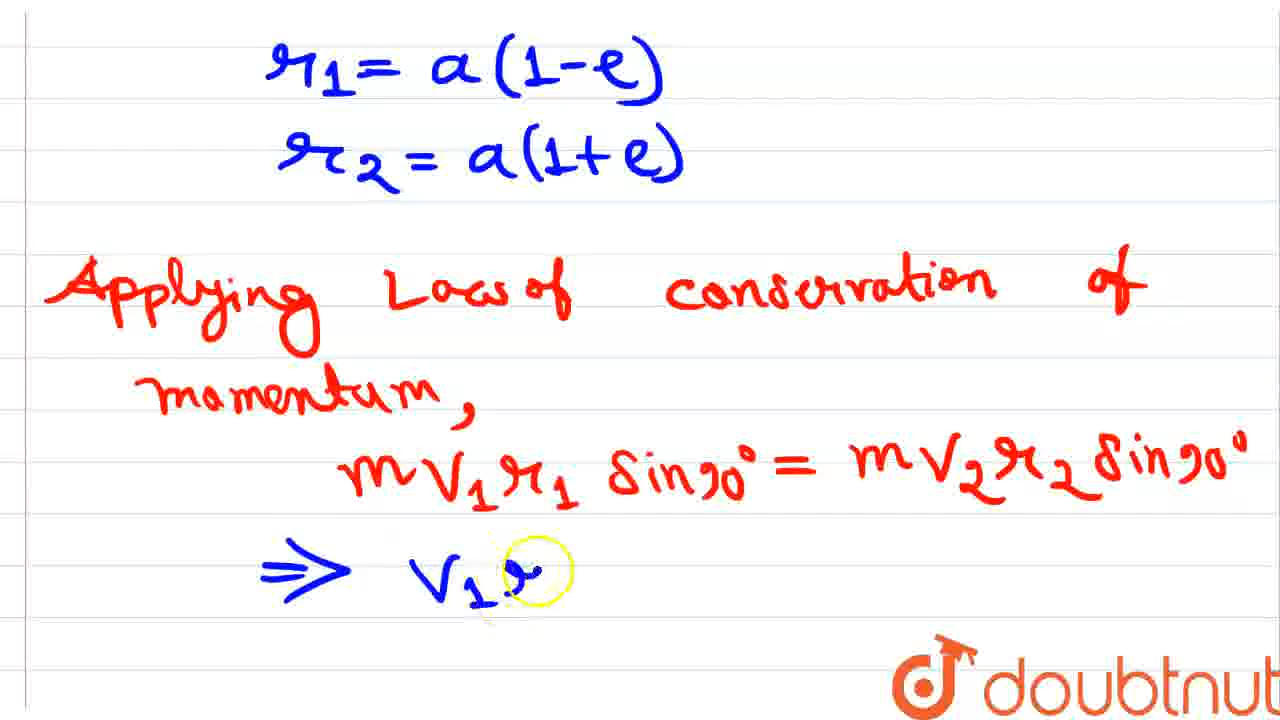 r₁ = a(1-e)
r₂ = a(1+e)
Applying Laws of conservation of
momentum,
mv₁r₁ sin90° = mv₂r₂ sin90°
⇒ v₁r
doubtnut